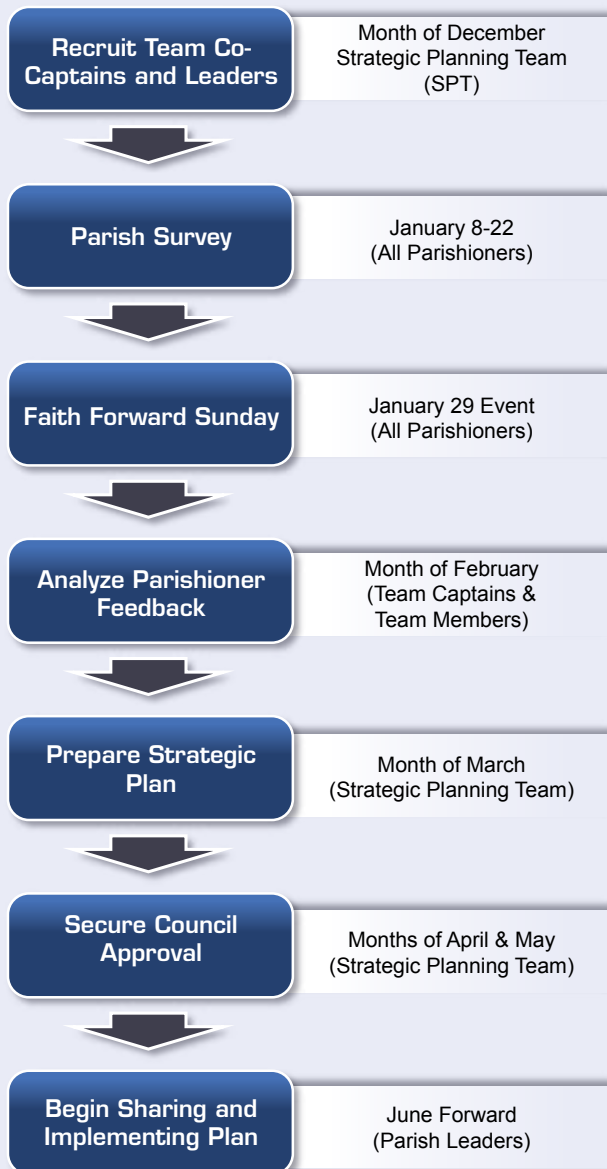 Recruit Team Co-
Captains and Leaders
Month of December
Strategic Planning Team
(SPT)
Parish Survey
January 8-22
(All Parishioners)
Faith Forward Sunday
January 29 Event
(All Parishioners)
Analyze Parishioner
Feedback
Month of February
(Team Captains &
Team Members)
Prepare Strategic
Plan
Month of March
(Strategic Planning Team)
Secure Council
Approval
Months of April & May
(Strategic Planning Team)
Begin Sharing and
Implementing Plan
June Forward
(Parish Leaders)